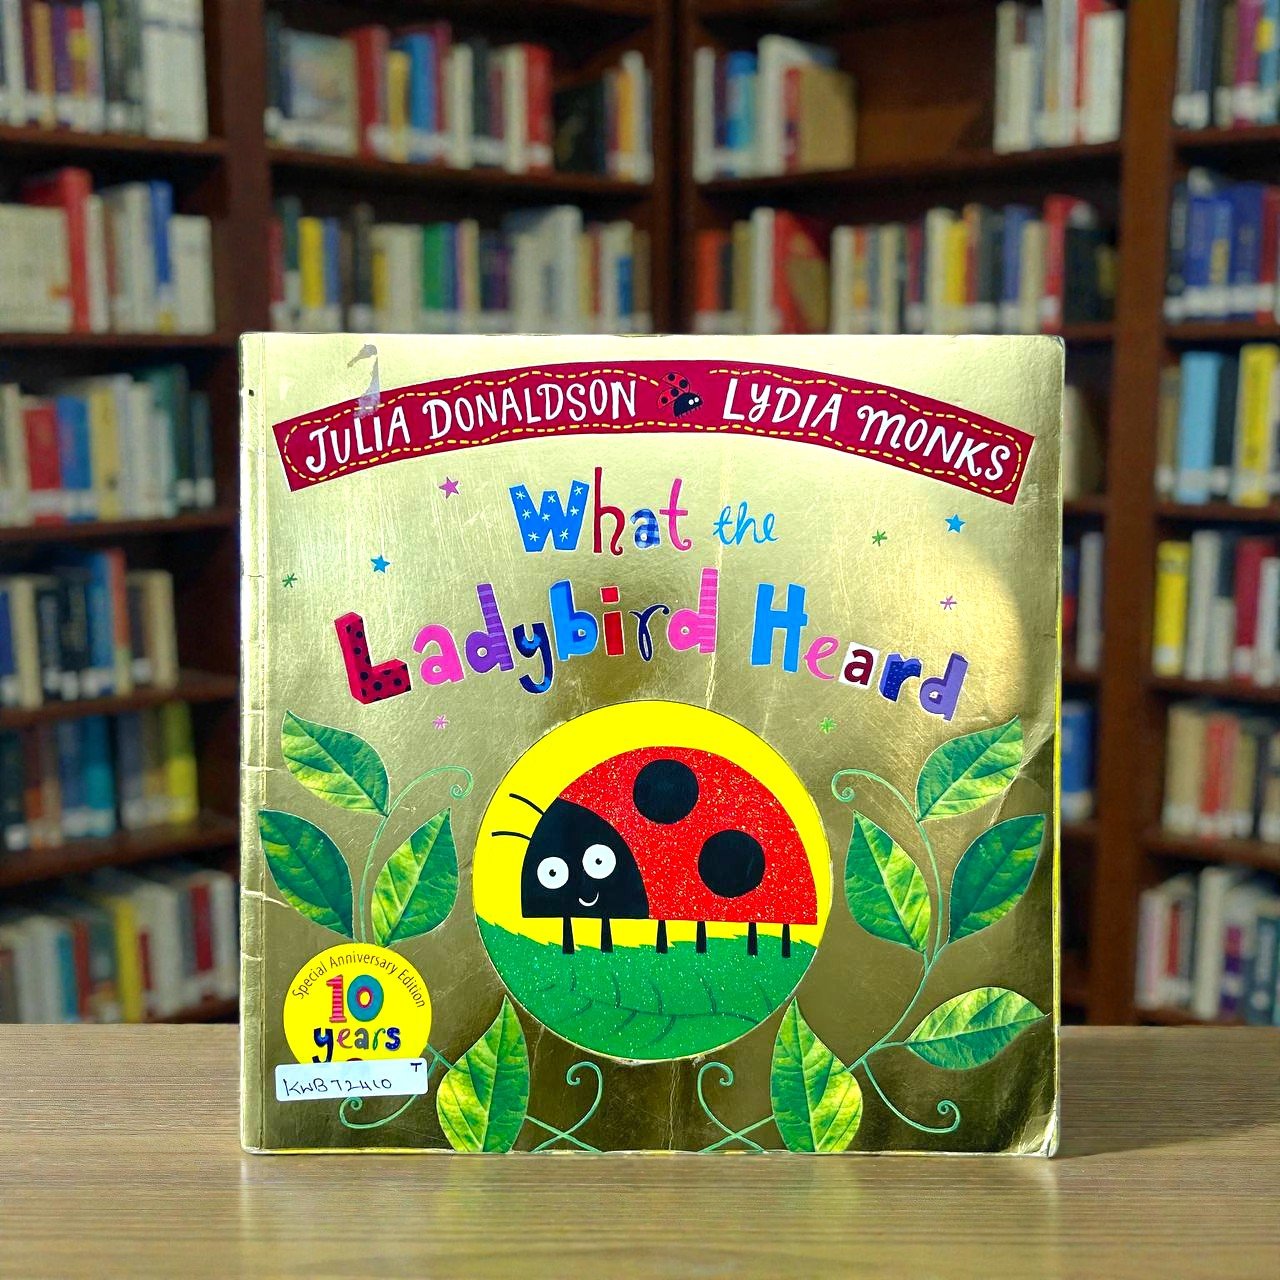 JULIA DONALDSON LYDIA MONKS
What the
Ladybird Heard
Special Anniversary Edition
10
years
T
KWB72410